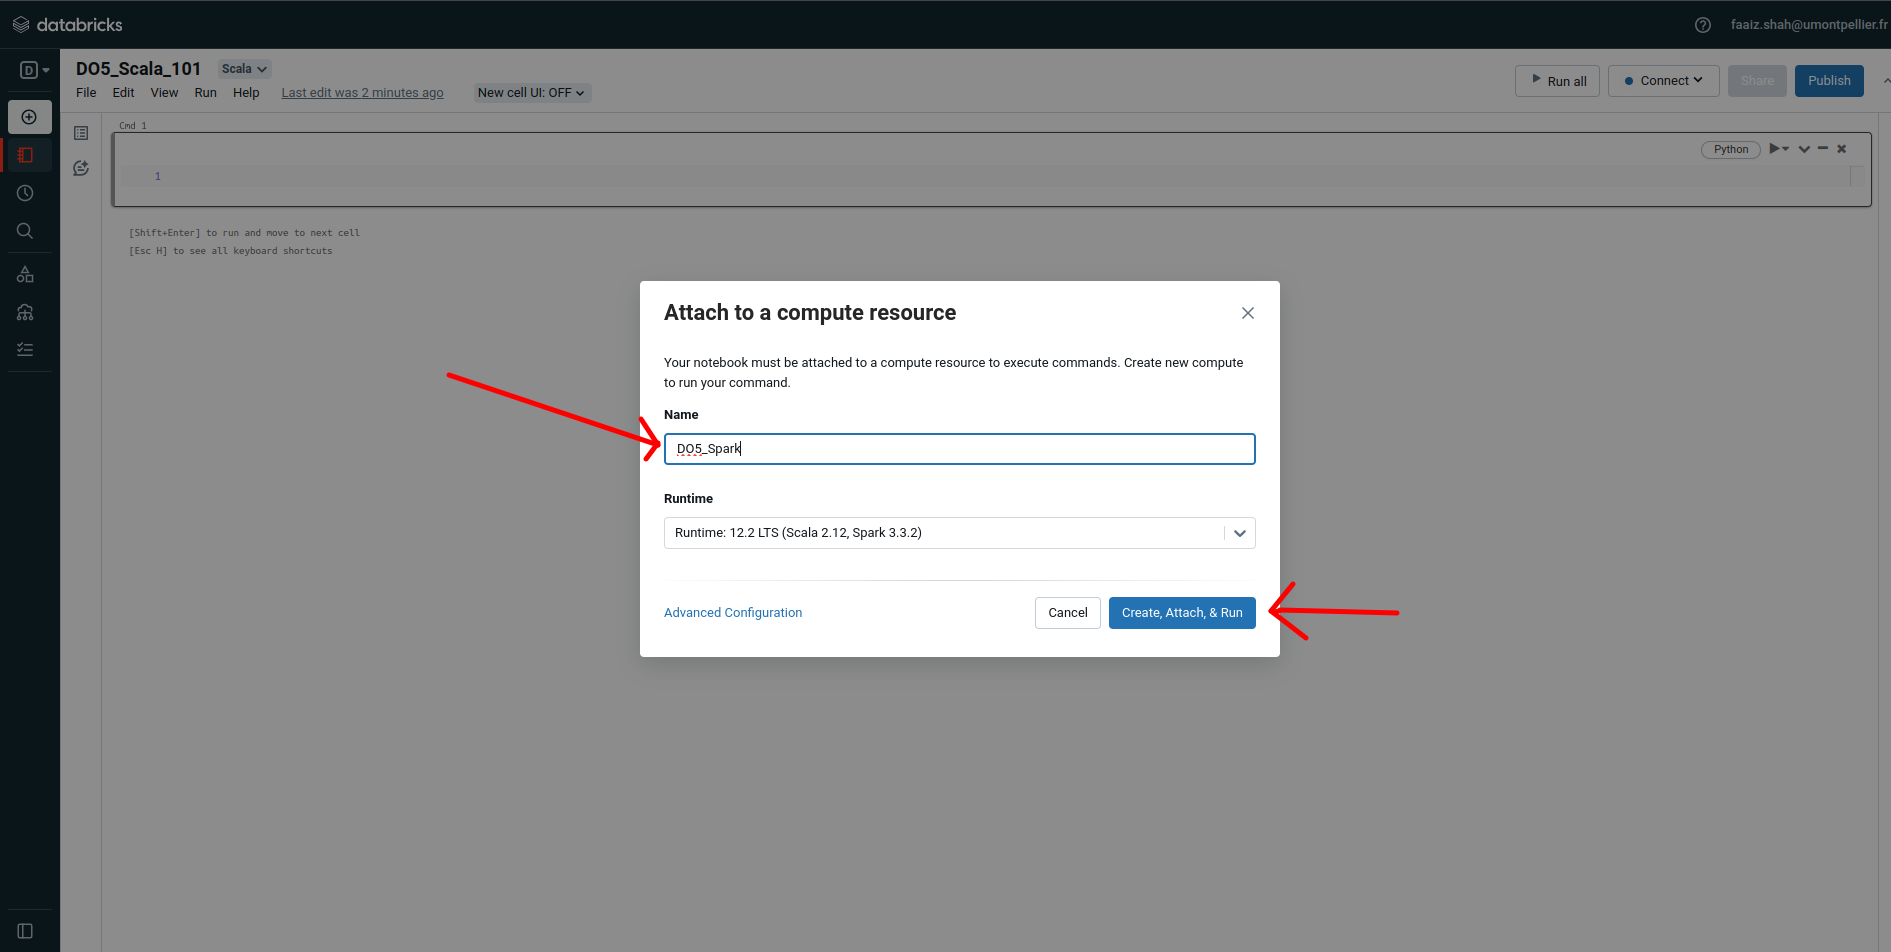 databricks
faaiz.shah@umontpellier.fr
D
DO5_Scala_101 Scala
File Edit View Run Help Last edit was 2 minutes ago New cell UI: OFF
Run all Connect Share Publish
Cmd 1
Python
1
[Shift+Enter] to run and move to next cell
[Esc H] to see all keyboard shortcuts
Attach to a compute resource
Your notebook must be attached to a compute resource to execute commands. Create new compute
to run your command.
Name
DO5_Spark
Runtime
Runtime: 12.2 LTS (Scala 2.12, Spark 3.3.2)
Advanced Configuration Cancel Create, Attach, & Run